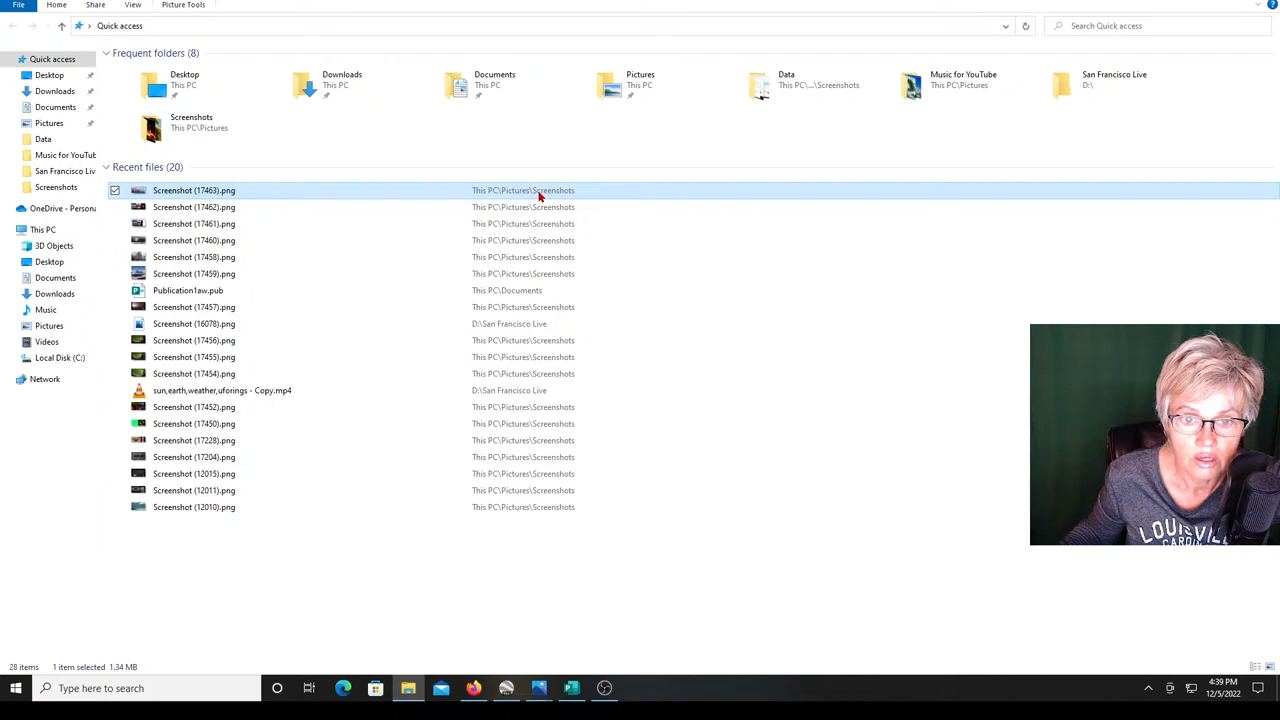 File Home Share View Picture Tools
Quick access
Search Quick access
Quick access
Desktop
Downloads
Documents
Pictures
Data
Music for YouTub
San Francisco Liv
Screenshots
OneDrive - Persona
This PC
3D Objects
Desktop
Documents
Downloads
Music
Pictures
Videos
Local Disk (C:)
Network
Frequent folders (8)
Desktop
This PC
Downloads
This PC
Documents
This PC
Pictures
This PC
Data
This PC\...\Screenshots
Music for YouTube
This PC\Pictures
San Francisco Live
D:\
Screenshots
This PC\Pictures
Recent files (20)
Screenshot (17463).png This PC\Pictures\Screenshots
Screenshot (17462).png This PC\Pictures\Screenshots
Screenshot (17461).png This PC\Pictures\Screenshots
Screenshot (17460).png This PC\Pictures\Screenshots
Screenshot (17458).png This PC\Pictures\Screenshots
Screenshot (17459).png This PC\Pictures\Screenshots
Publication1aw.pub This PC\Documents
Screenshot (17457).png This PC\Pictures\Screenshots
Screenshot (16078).png D:\San Francisco Live
Screenshot (17456).png This PC\Pictures\Screenshots
Screenshot (17455).png This PC\Pictures\Screenshots
Screenshot (17454).png This PC\Pictures\Screenshots
sun,earth,weather,uforings - Copy.mp4 D:\San Francisco Live
Screenshot (17452).png This PC\Pictures\Screenshots
Screenshot (17450).png This PC\Pictures\Screenshots
Screenshot (17228).png This PC\Pictures\Screenshots
Screenshot (17204).png This PC\Pictures\Screenshots
Screenshot (12015).png This PC\Pictures\Screenshots
Screenshot (12011).png This PC\Pictures\Screenshots
Screenshot (12010).png This PC\Pictures\Screenshots
LOUISVILL
CARDIN
28 items 1 item selected 1.34 MB
Type here to search
4:39 PM
12/5/2022